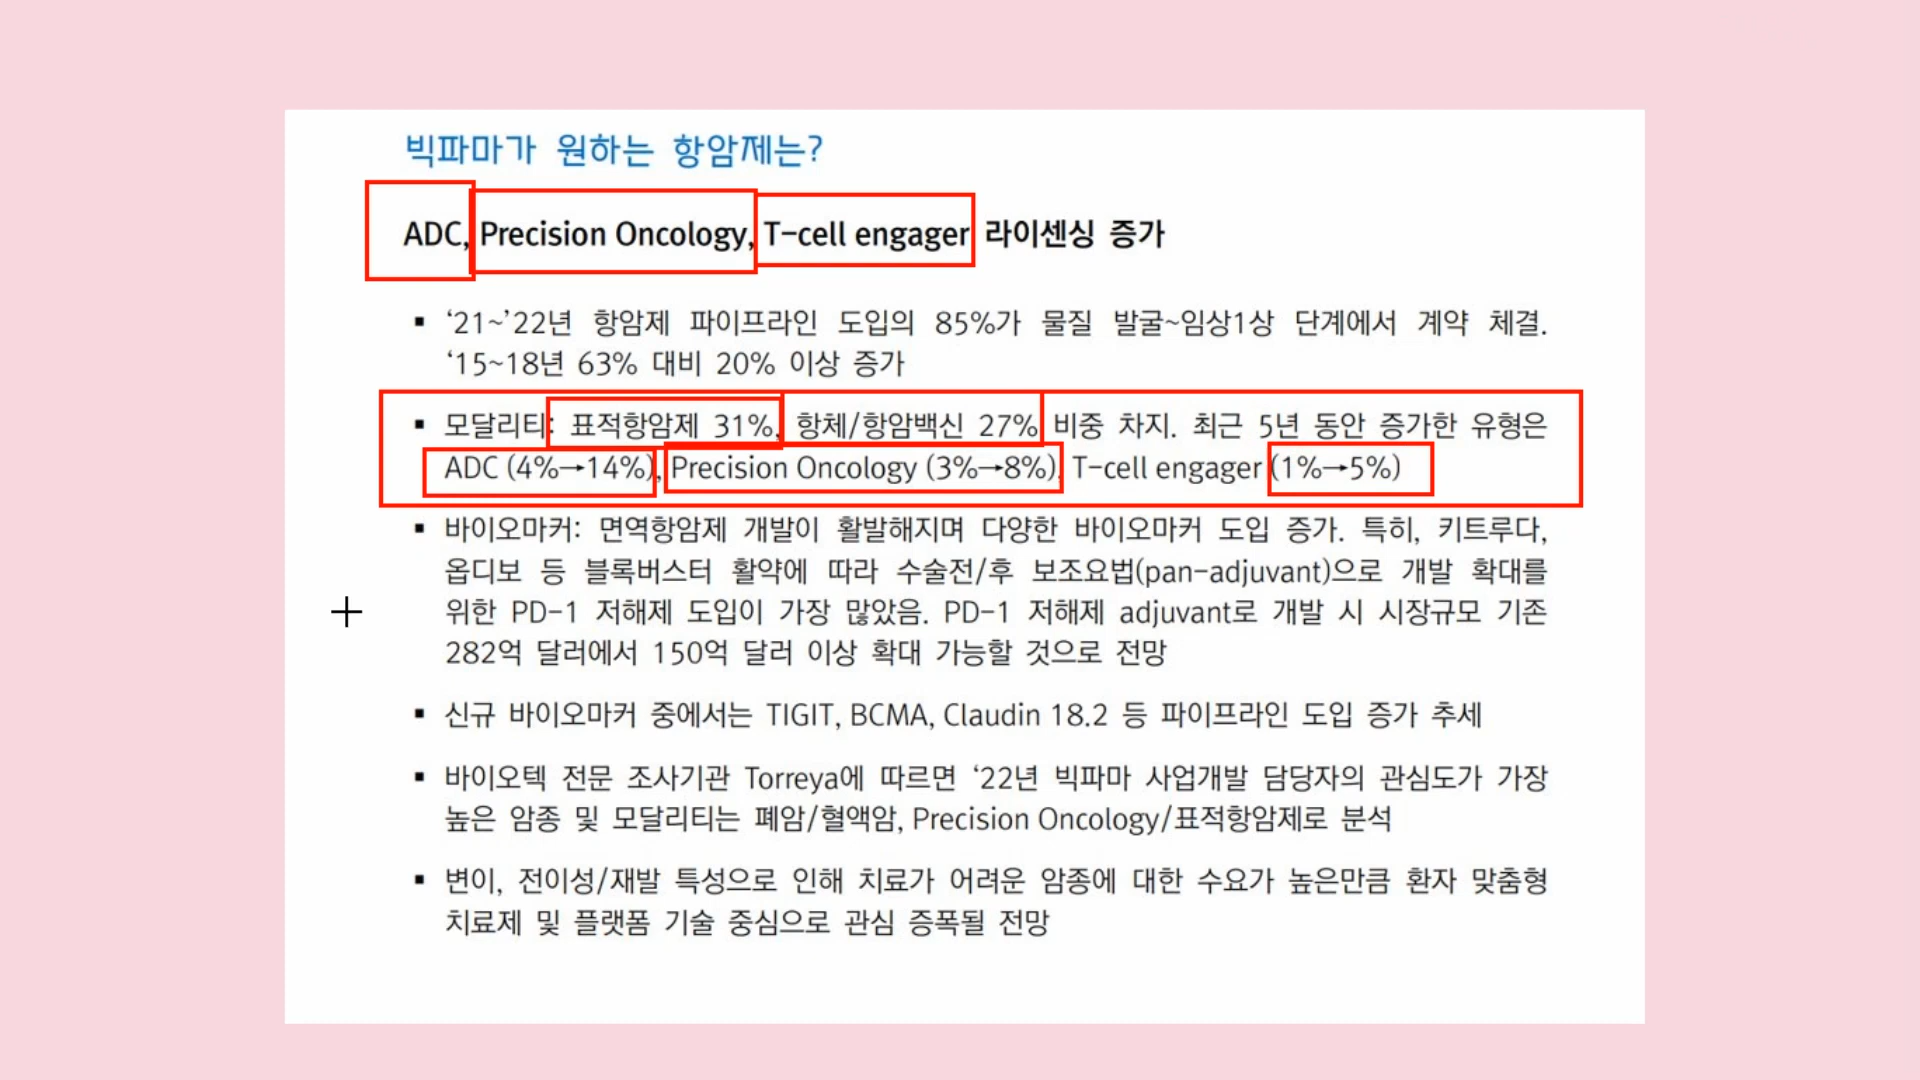 빅파마가 원하는 항암제는?
ADC, Precision Oncology, T-cell engager 라이센싱 증가
▪ ‘21~’22년 항암제 파이프라인 도입의 85%가 물질 발굴~임상1상 단계에서 계약 체결.
‘15~18년 63% 대비 20% 이상 증가
▪ 모달리티: 표적항암제 31%, 항체/항암백신 27% 비중 차지. 최근 5년 동안 증가한 유형은
ADC (4%→14%), Precision Oncology (3%→8%), T-cell engager (1%→5%)
▪ 바이오마커: 면역항암제 개발이 활발해지며 다양한 바이오마커 도입 증가. 특히, 키트루다,
옵디보 등 블록버스터 활약에 따라 수술전/후 보조요법(pan-adjuvant)으로 개발 확대를
위한 PD-1 저해제 도입이 가장 많았음. PD-1 저해제 adjuvant로 개발 시 시장규모 기존
282억 달러에서 150억 달러 이상 확대 가능할 것으로 전망
▪ 신규 바이오마커 중에서는 TIGIT, BCMA, Claudin 18.2 등 파이프라인 도입 증가 추세
▪ 바이오텍 전문 조사기관 Torreya에 따르면 ‘22년 빅파마 사업개발 담당자의 관심도가 가장
높은 암종 및 모달리티는 폐암/혈액암, Precision Oncology/표적항암제로 분석
▪ 변이, 전이성/재발 특성으로 인해 치료가 어려운 암종에 대한 수요가 높은만큼 환자 맞춤형
치료제 및 플랫폼 기술 중심으로 관심 증폭될 전망